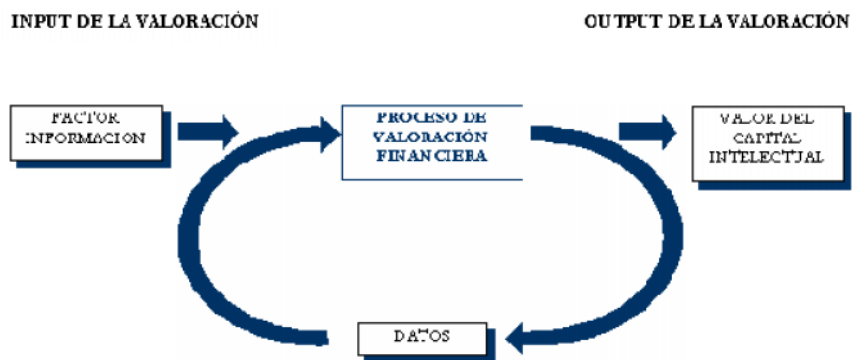 INPUT DE LA VALORACIÓN
OUTPUT DE LA VALORACIÓN
FACTOR
INFORMACION
PROCESO DE
VALORACIÓN
FINANCIERA
VALOR DEL
CAPITAL
INTELECTUAL
DATOS